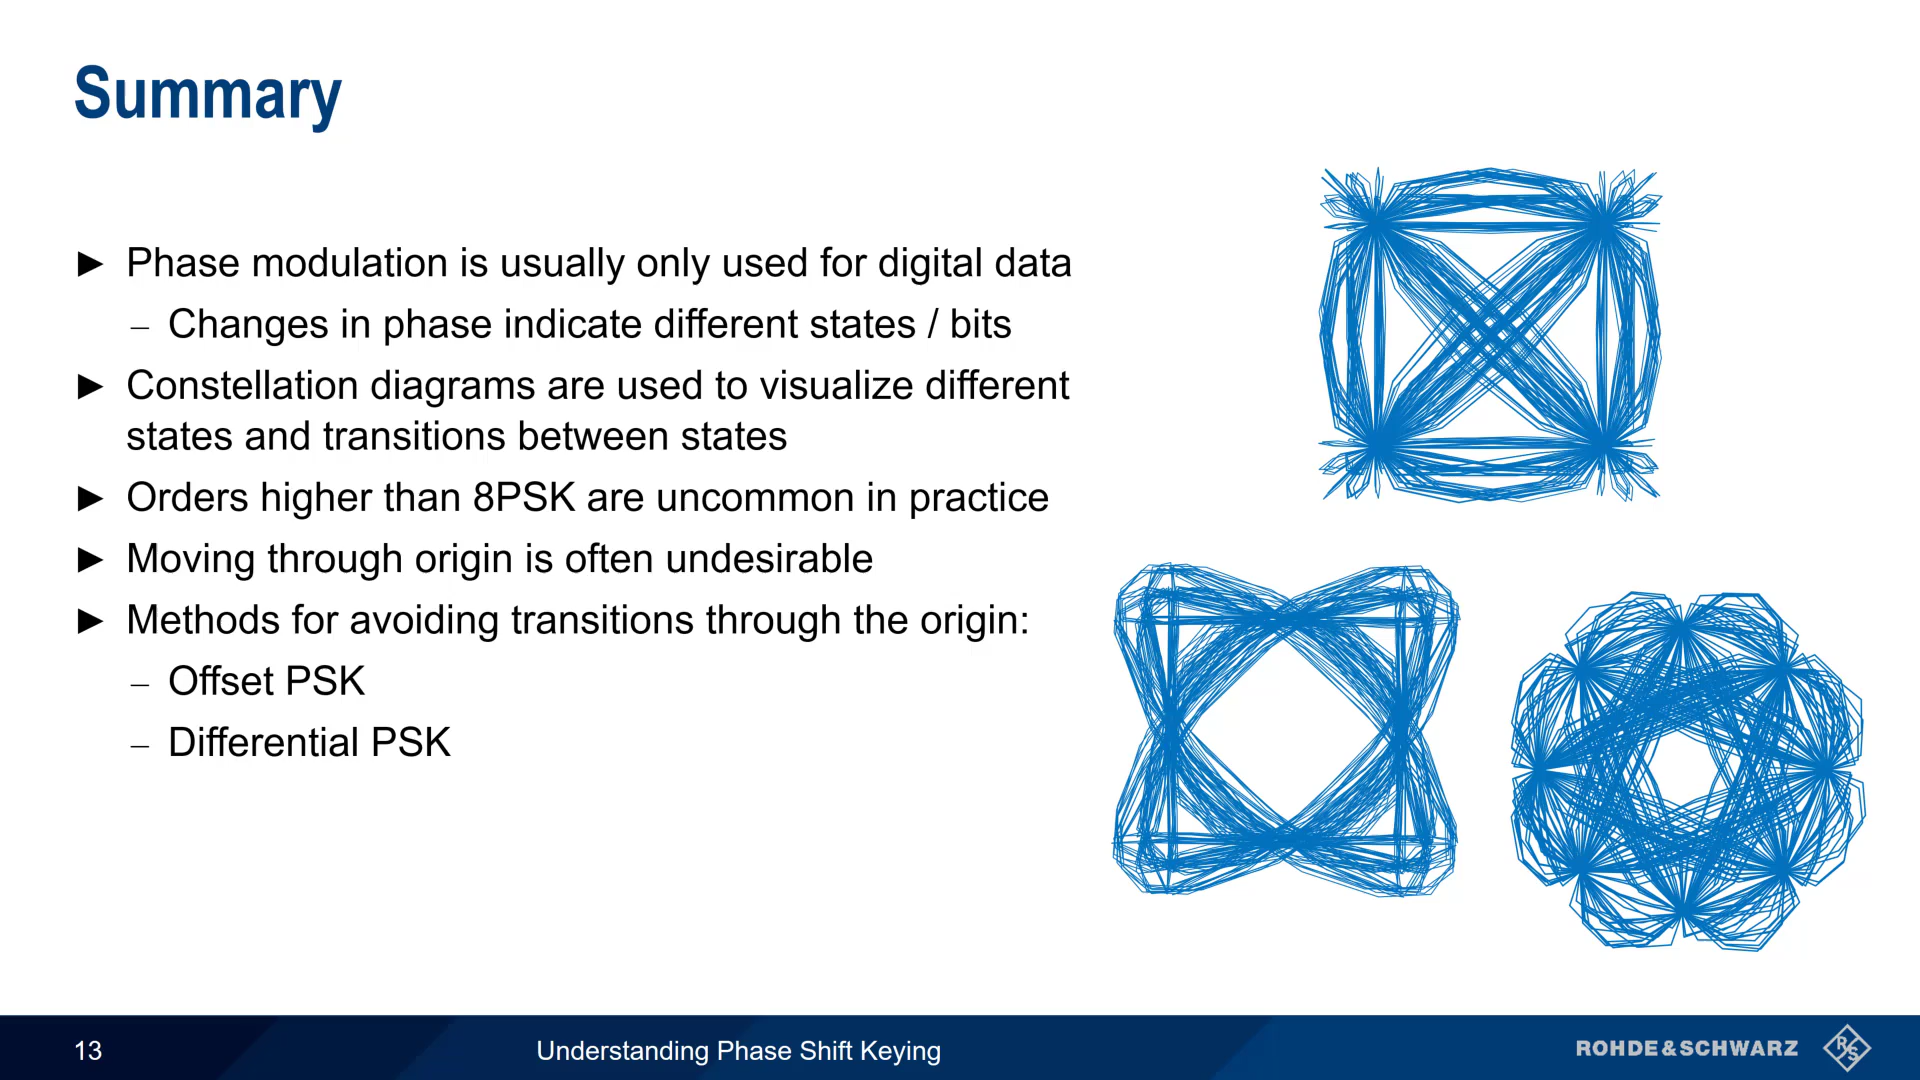 Summary
► Phase modulation is usually only used for digital data
– Changes in phase indicate different states / bits
► Constellation diagrams are used to visualize different
states and transitions between states
► Orders higher than 8PSK are uncommon in practice
► Moving through origin is often undesirable
► Methods for avoiding transitions through the origin:
– Offset PSK
– Differential PSK
13
Understanding Phase Shift Keying
ROHDE&SCHWARZ
R S